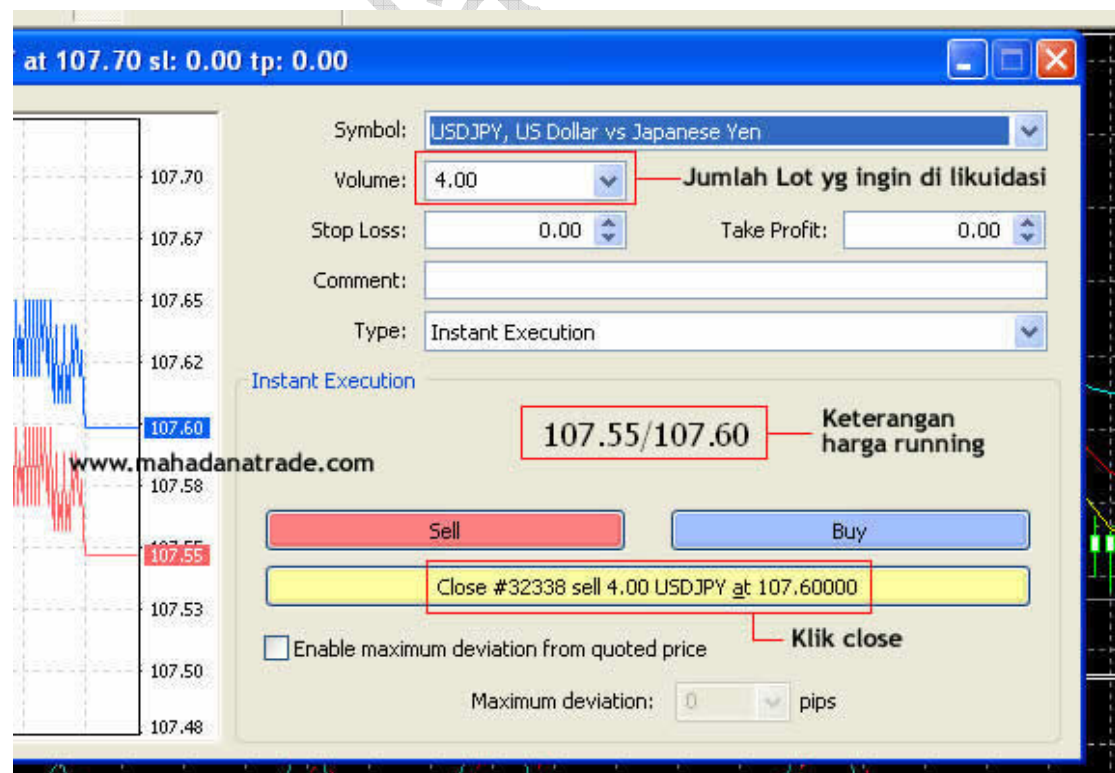 at 107.70 sl: 0.00 tp: 0.00
Symbol: USDJPY, US Dollar vs Japanese Yen
Volume: 4.00 Jumlah Lot yg ingin di likuidasi
Stop Loss: 0.00 Take Profit: 0.00
Comment:
Type: Instant Execution
Instant Execution
107.55/107.60 Keterangan
harga running
Sell Buy
Close #32338 sell 4.00 USDJPY at 107.60000
Klik close
Enable maximum deviation from quoted price
Maximum deviation: 0 pips
107.70
107.67
107.65
107.62
107.60
www.mahadanatrade.com
107.58
107.55
107.53
107.50
107.48